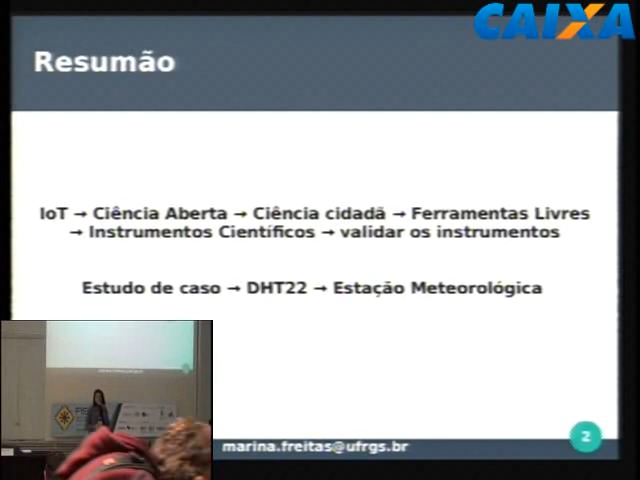 CAIXA
Resumão
IoT → Ciência Aberta → Ciência cidadã → Ferramentas Livres
→ Instrumentos Científicos → validar os instrumentos
Estudo de caso → DHT22 → Estação Meteorológica
marina.freitas@ufrgs.br
2